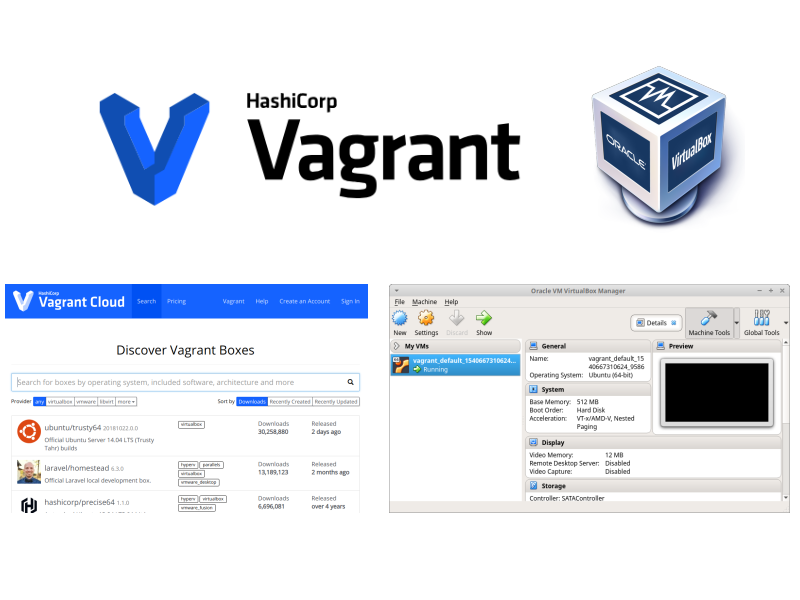 HashiCorp
Vagrant
ORACLE
VirtualBox
HashiCorp
Vagrant Cloud
Search
Pricing
Vagrant
Help
Create an Account
Sign In
Discover Vagrant Boxes
Search for boxes by operating system, included software, architecture and more
Provider any virtualbox vmware libvirt more
Sort by Downloads Recently Created Recently Updated
ubuntu/trusty64 20181022.0.0
Official Ubuntu Server 14.04 LTS (Trusty
Tahr) builds
virtualbox
Downloads
30,258,880
Released
2 days ago
laravel/homestead 6.3.0
Official Laravel local development box.
hyperv parallels
virtualbox
vmware_desktop
Downloads
13,189,123
Released
2 months ago
hashicorp/precise64 1.1.0
hyperv virtualbox
vmware_fusion
Downloads
6,696,081
Released
over 4 years
Oracle VM VirtualBox Manager
File Machine Help
New Settings Discard Show
Details
Machine Tools
Global Tools
My VMs
vagrant_default_1540667310624...
Running
General
Name: vagrant_default_15
40667310624_9586
Operating System: Ubuntu (64-bit)
System
Base Memory: 512 MB
Boot Order: Hard Disk
Acceleration: VT-x/AMD-V, Nested
Paging
Display
Video Memory: 12 MB
Remote Desktop Server: Disabled
Video Capture: Disabled
Storage
Controller: SATAController
Preview